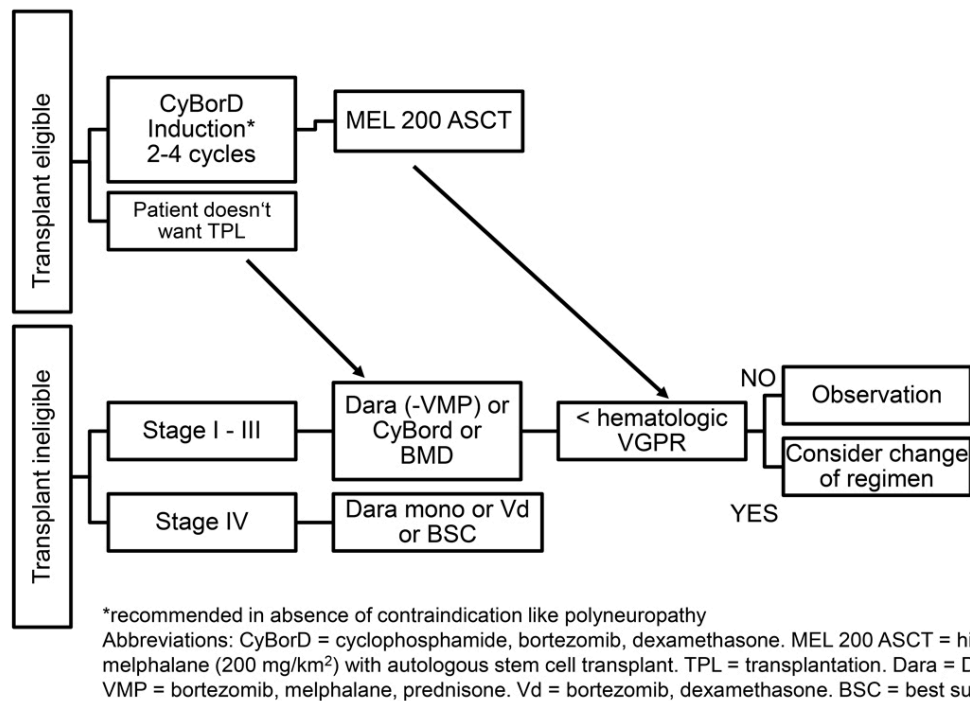 Transplant eligible
CyBorD
Induction*
2-4 cycles
MEL 200 ASCT
Patient doesn‘t
want TPL
Transplant ineligible
Stage I - III
Dara (-VMP) or
CyBord or
BMD
< hematologic
VGPR
NO
Observation
Consider change
of regimen
YES
Stage IV
Dara mono or Vd
or BSC
*recommended in absence of contraindication like polyneuropathy
Abbreviations: CyBorD = cyclophosphamide, bortezomib, dexamethasone. MEL 200 ASCT =
melphalane (200 mg/km²) with autologous stem cell transplant. TPL = transplantation. Dara =
VMP = bortezomib, melphalan, prednisone. Vd = bortezomib, dexamethasone. BSC = best